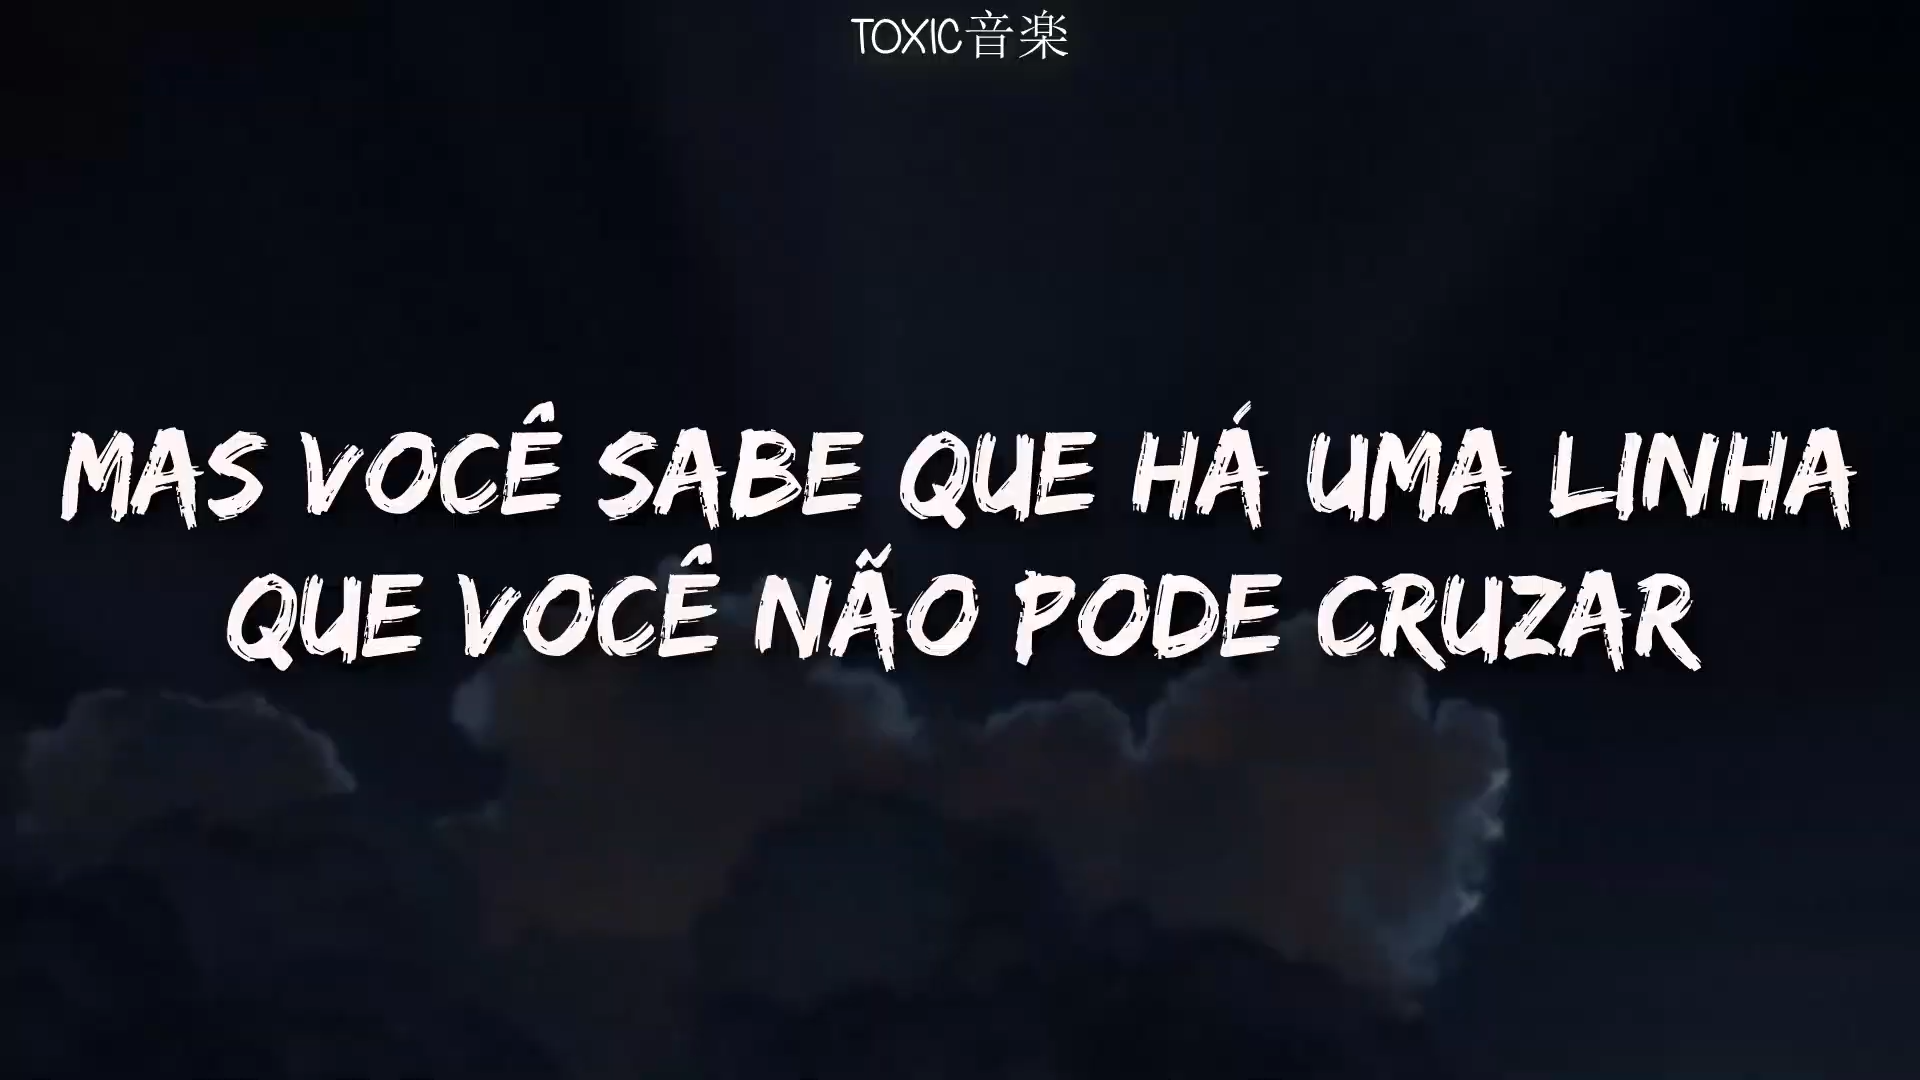 TOXIC音楽
MAS VOCÊ SABE QUE HÁ UMA LINHA
QUE VOCÊ NÃO PODE CRUZAR